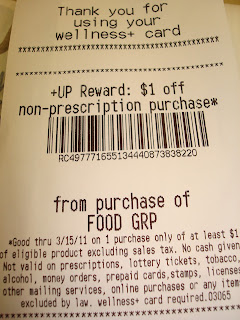 Thank you for
using your
wellness+ card
+UP Reward: $1 off
non-prescription purchase*
RC497771655134440873838220
from purchase of
FOOD GRP
*Good thru 3/15/11 on 1 purchase only of at least $1
of eligible product excluding sales tax. No cash given
Not valid on prescriptions, lottery tickets, tobacco,
alcohol, money orders, prepaid cards,stamps, licenses
other mailing services, online purchases or any items
excluded by law. wellness+ card required.03065